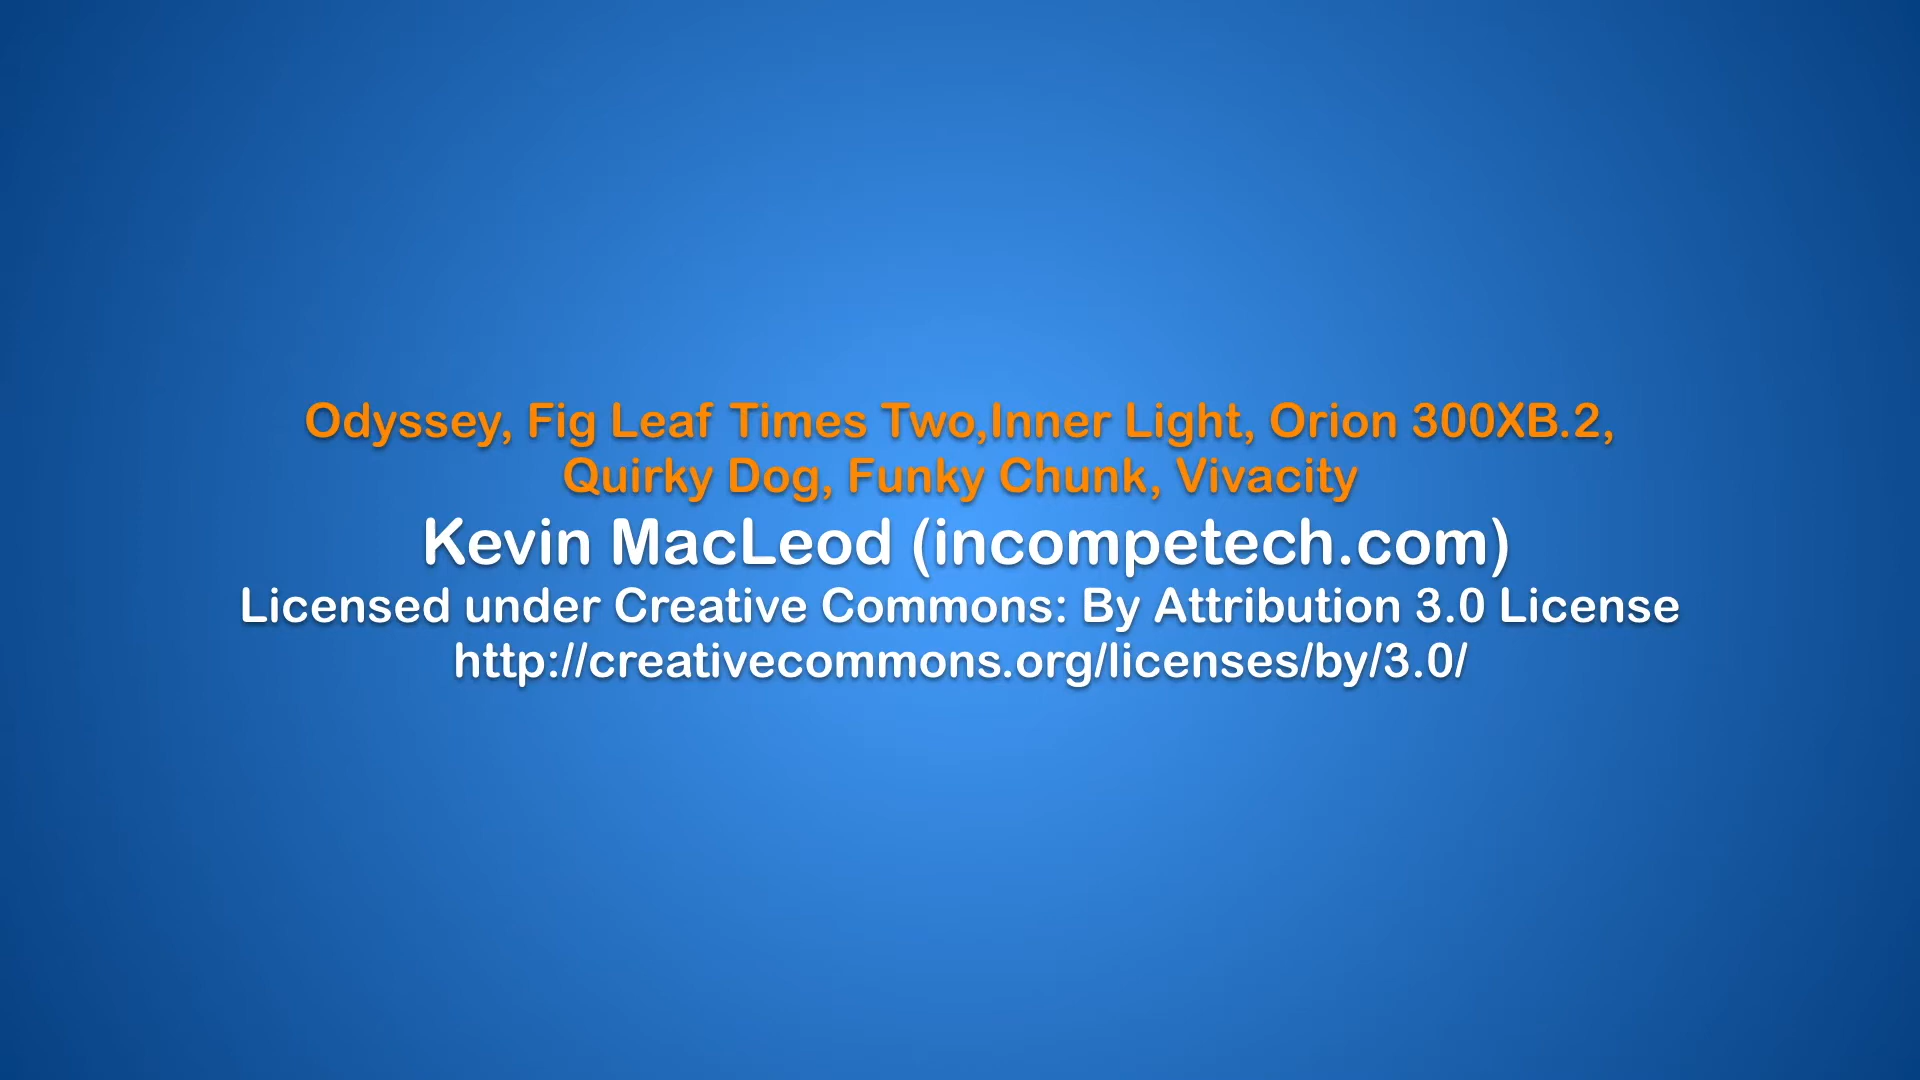 Odyssey, Fig Leaf Times Two,Inner Light, Orion 300XB.2,
Quirky Dog, Funky Chunk, Vivacity
Kevin MacLeod (incompetech.com)
Licensed under Creative Commons: By Attribution 3.0 License
http://creativecommons.org/licenses/by/3.0/